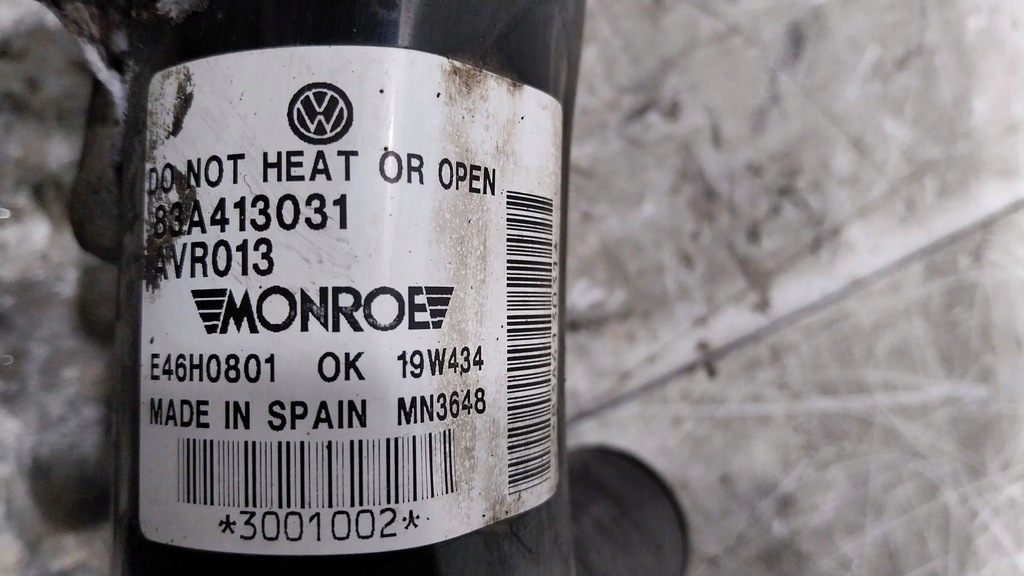 DO NOT HEAT OR OPEN
83A413031
AVR013
MONROE
E46H0801 OK 19W434
MADE IN SPAIN MN3648
*3001002*